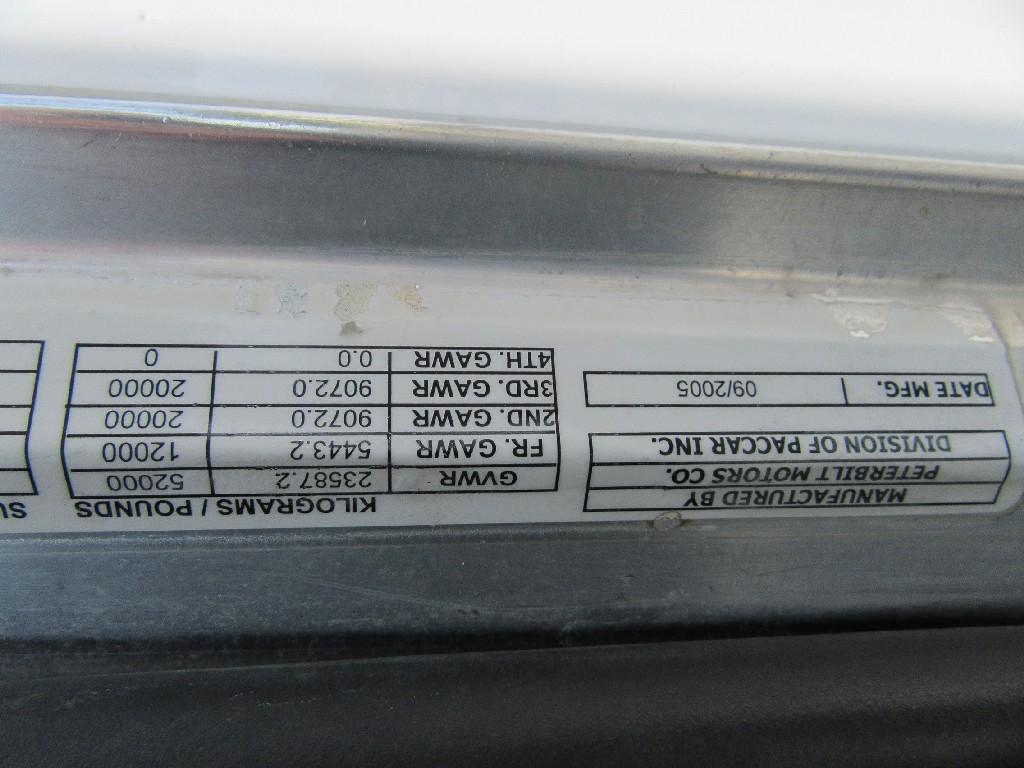 MANUFACTURED BY
PETERBILT MOTORS CO.
DIVISION OF PACCAR INC.
DATE MFG. 09/2005
KILOGRAMS / POUNDS
GVWR 23587.2 52000
FR. GAWR 5443.2 12000
2ND. GAWR 9072.0 20000
3RD. GAWR 9072.0 20000
4TH. GAWR 0.0 0